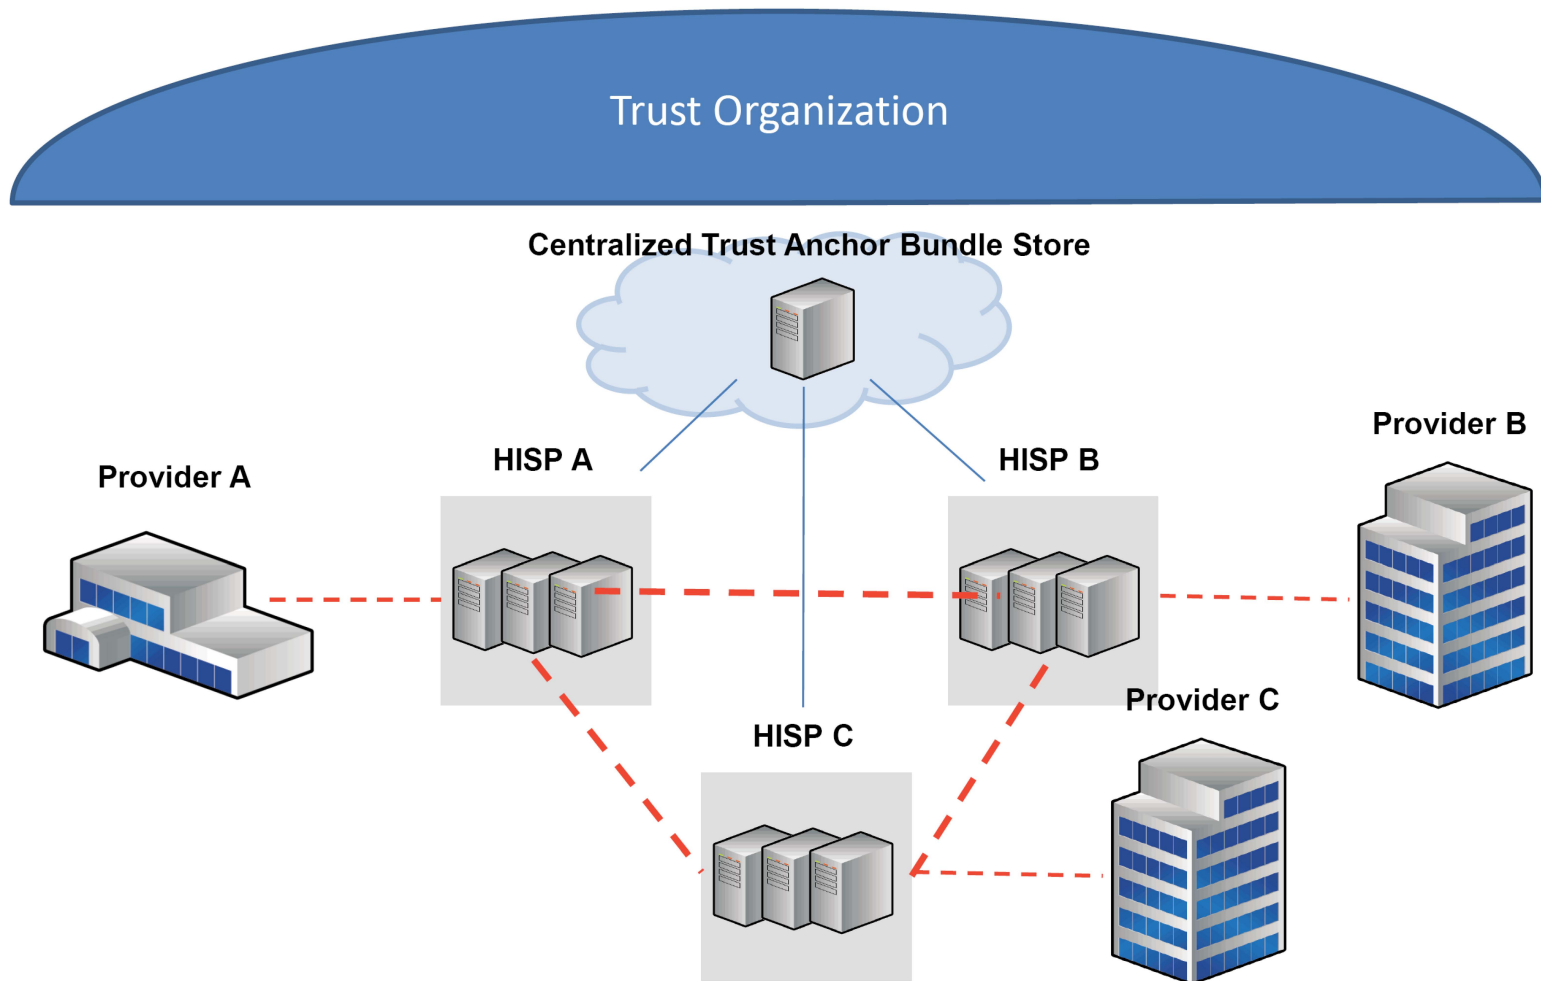 Trust Organization
Centralized Trust Anchor Bundle Store
Provider B
HISP A
HISP B
Provider A
Provider C
HISP C